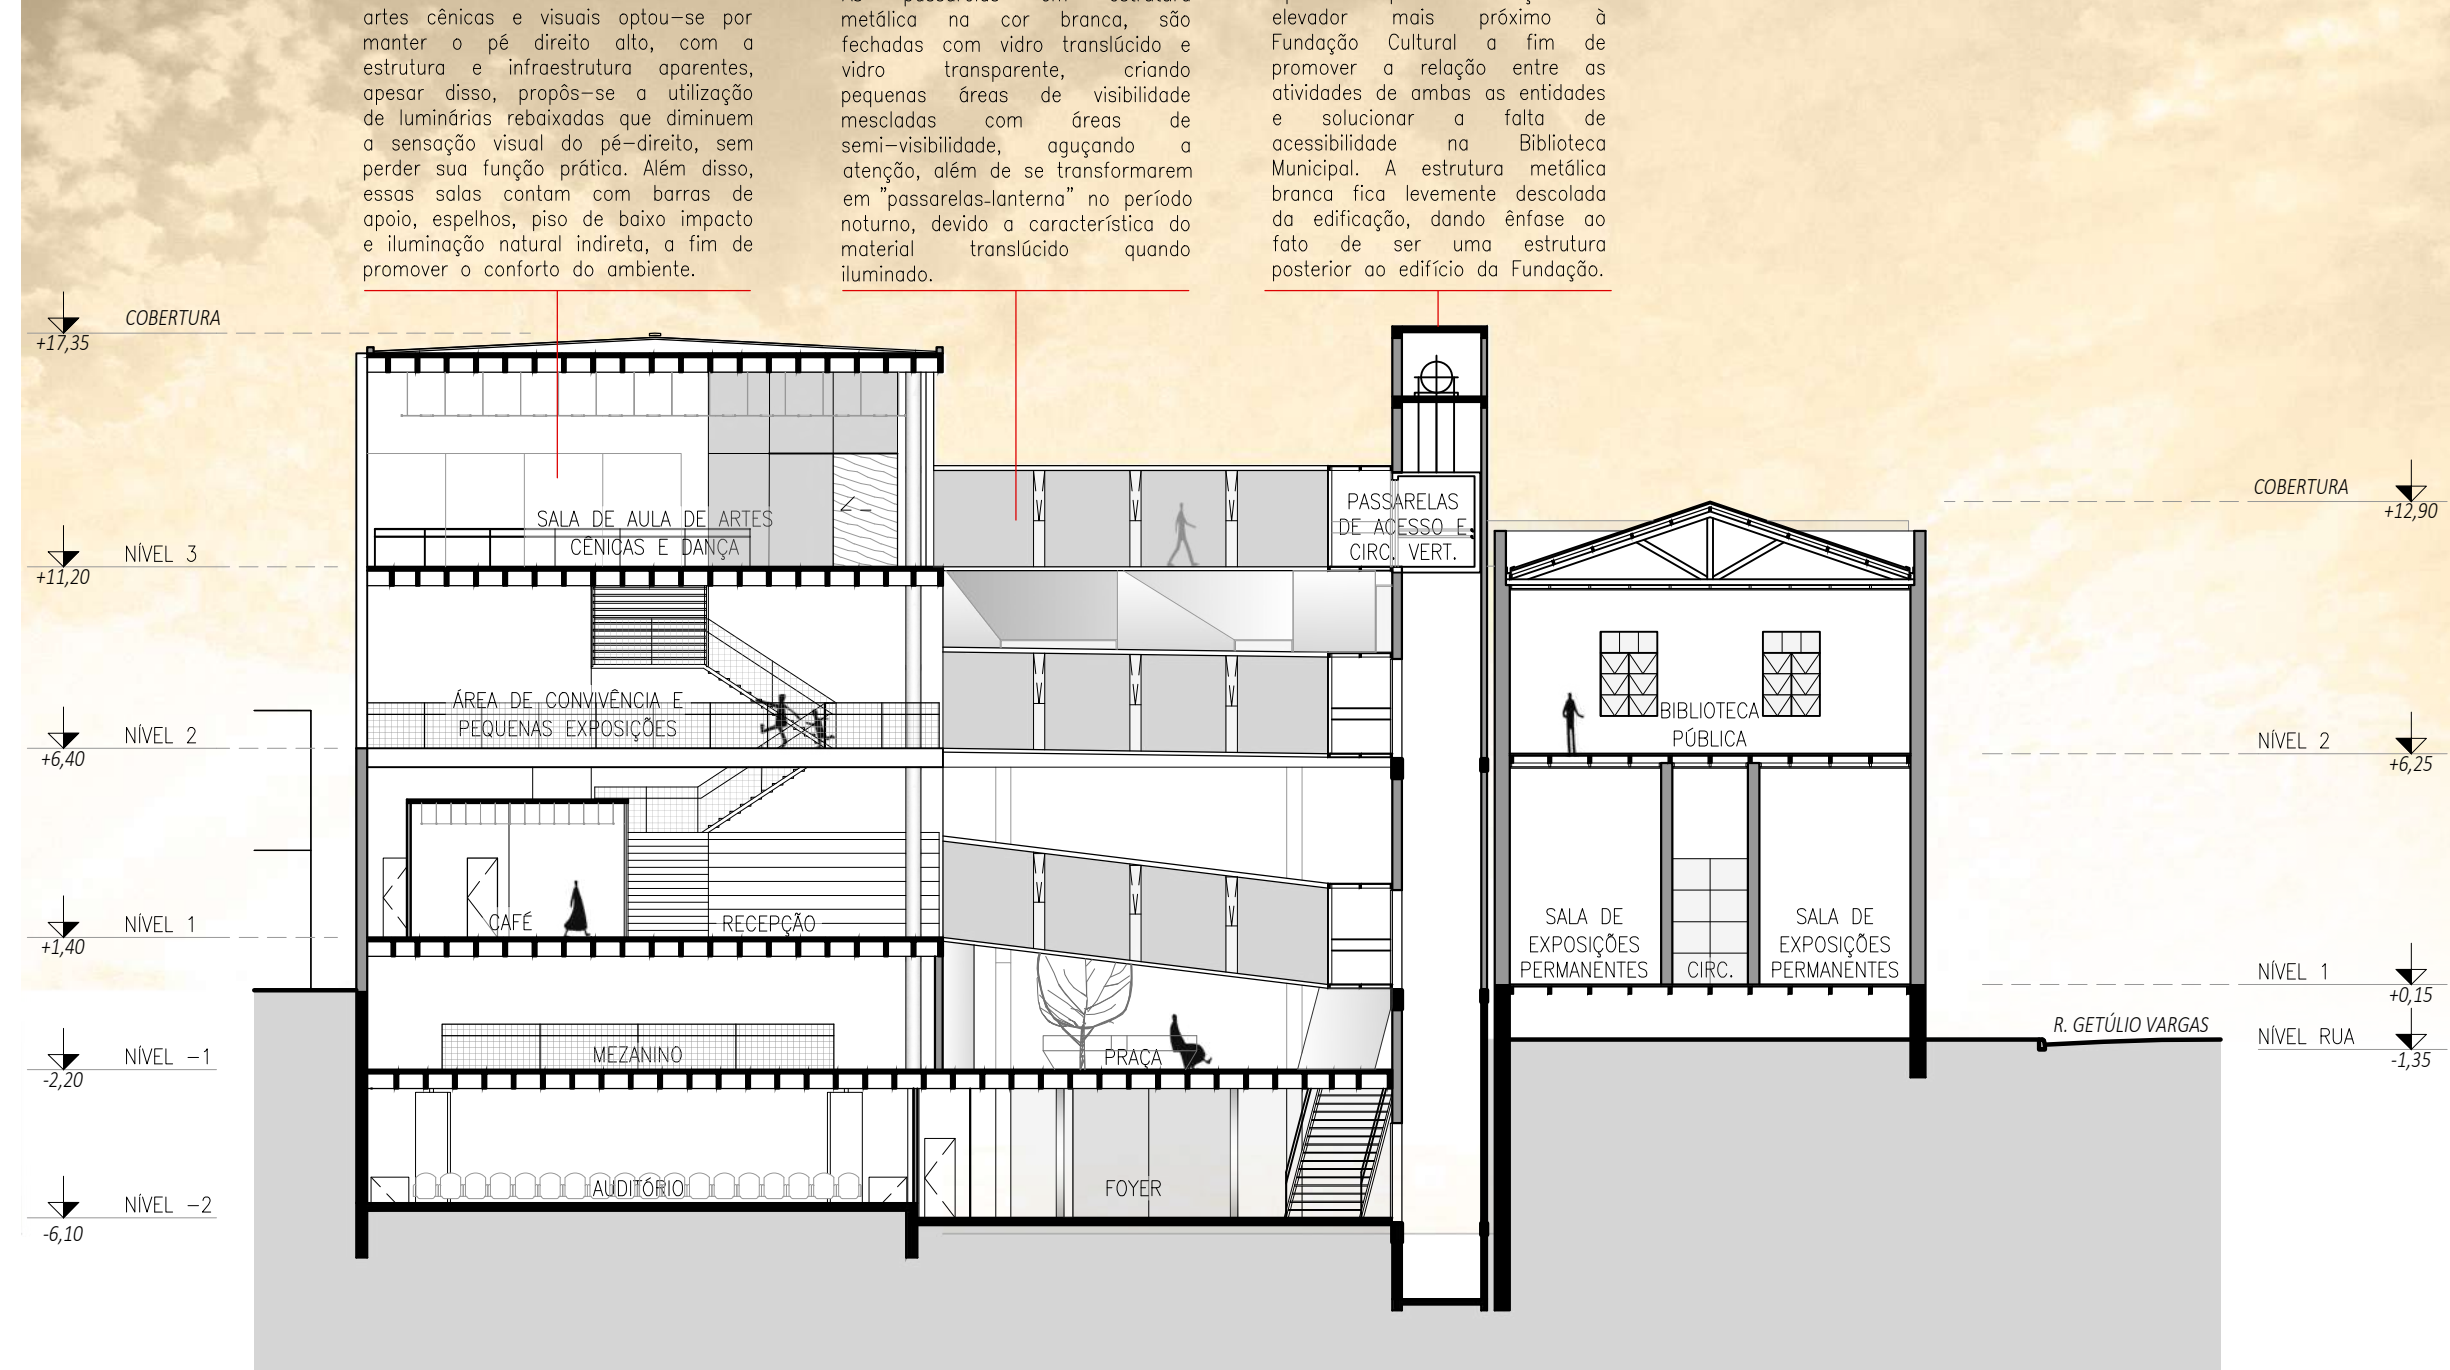 artes cênicas e visuais optou-se por
manter o pé direito alto, com a
estrutura e infraestrutura aparentes,
apesar disso, propôs-se a utilização
de luminárias rebaixadas que diminuem
a sensação visual do pé-direito, sem
perder sua função prática. Além disso,
essas salas contam com barras de
apoio, espelhos, piso de baixo impacto
e iluminação natural indireta, a fim de
promover o conforto do ambiente.
metálica na cor branca, são
fechadas com vidro translúcido e
vidro transparente, criando
pequenas áreas de visibilidade
mescladas com áreas de
semi-visibilidade, aguçando a
atenção, além de se transformarem
em "passarelas-lanterna" no período
noturno, devido a característica do
material translúcido quando
iluminado.
elevador mais próximo à
Fundação Cultural a fim de
promover a relação entre as
atividades de ambas as entidades
e solucionar a falta de
acessibilidade na Biblioteca
Municipal. A estrutura metálica
branca fica levemente descolada
da edificação, dando ênfase ao
fato de ser uma estrutura
posterior ao edifício da Fundação.
COBERTURA
+17,35
NÍVEL 3
+11,20
NÍVEL 2
+6,40
NÍVEL 1
+1,40
NÍVEL -1
-2,20
NÍVEL -2
-6,10
SALA DE AULA DE ARTES
CÊNICAS E DANÇA
ÁREA DE CONVIVÊNCIA E
PEQUENAS EXPOSIÇÕES
CAFÉ
RECEPÇÃO
MEZANINO
AUDITÓRIO
PASSARELAS
DE ACESSO E
CIRC. VERT.
PRAÇA
FOYER
BIBLIOTECA
PÚBLICA
SALA DE
EXPOSIÇÕES
PERMANENTES
CIRC.
SALA DE
EXPOSIÇÕES
PERMANENTES
COBERTURA
+12,90
NÍVEL 2
+6,25
NÍVEL 1
+0,15
R. GETÚLIO VARGAS
NÍVEL RUA
-1,35